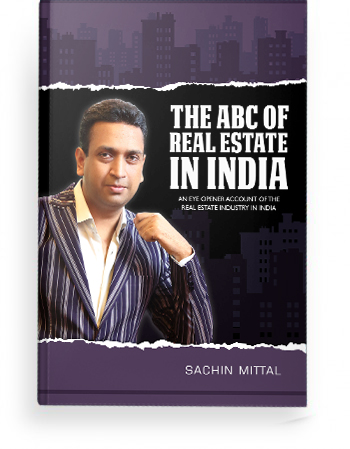 THE ABC OF
REAL ESTATE
IN INDIA
AN EYE OPENER ACCOUNT OF THE
REAL ESTATE INDUSTRY IN INDIA
SACHIN MITTAL